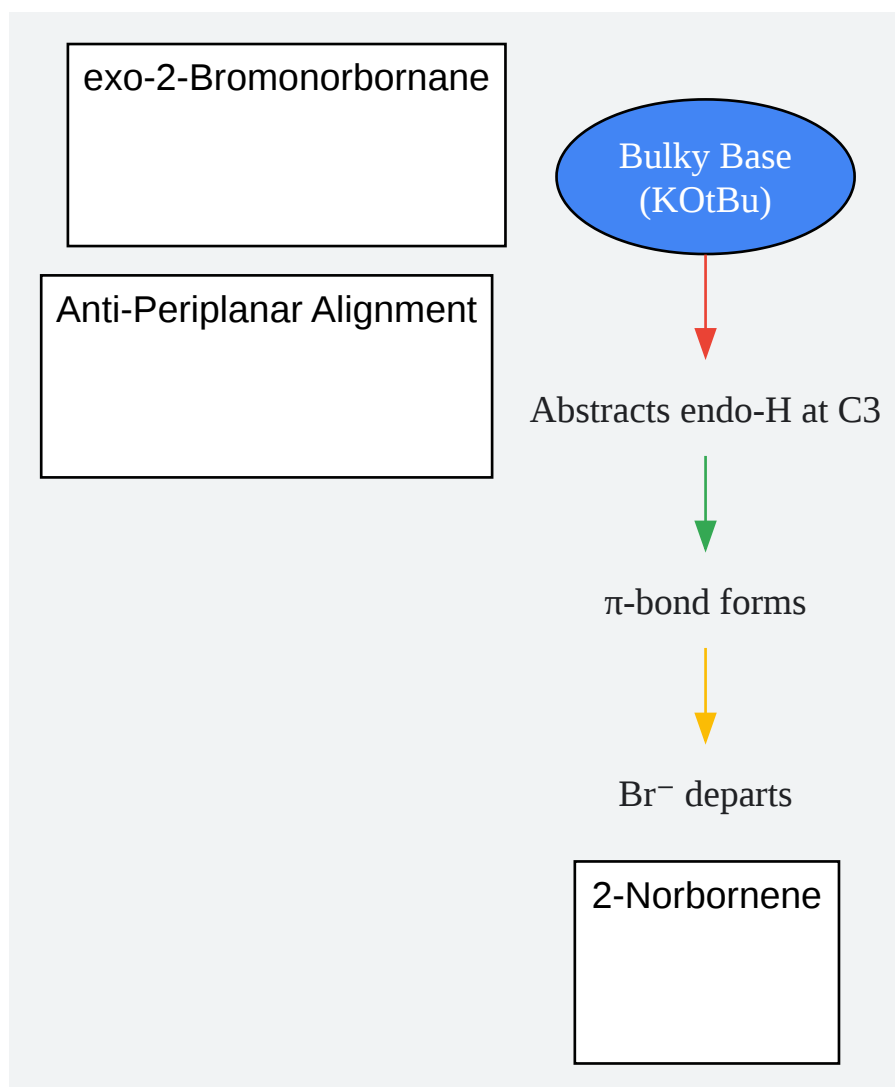 exo-2-Bromonorbornane
Bulky Base
(KOtBu)
Anti-Periplanar Alignment
Abstracts endo-H at C3
π-bond forms
Br⁻ departs
2-Norbornene